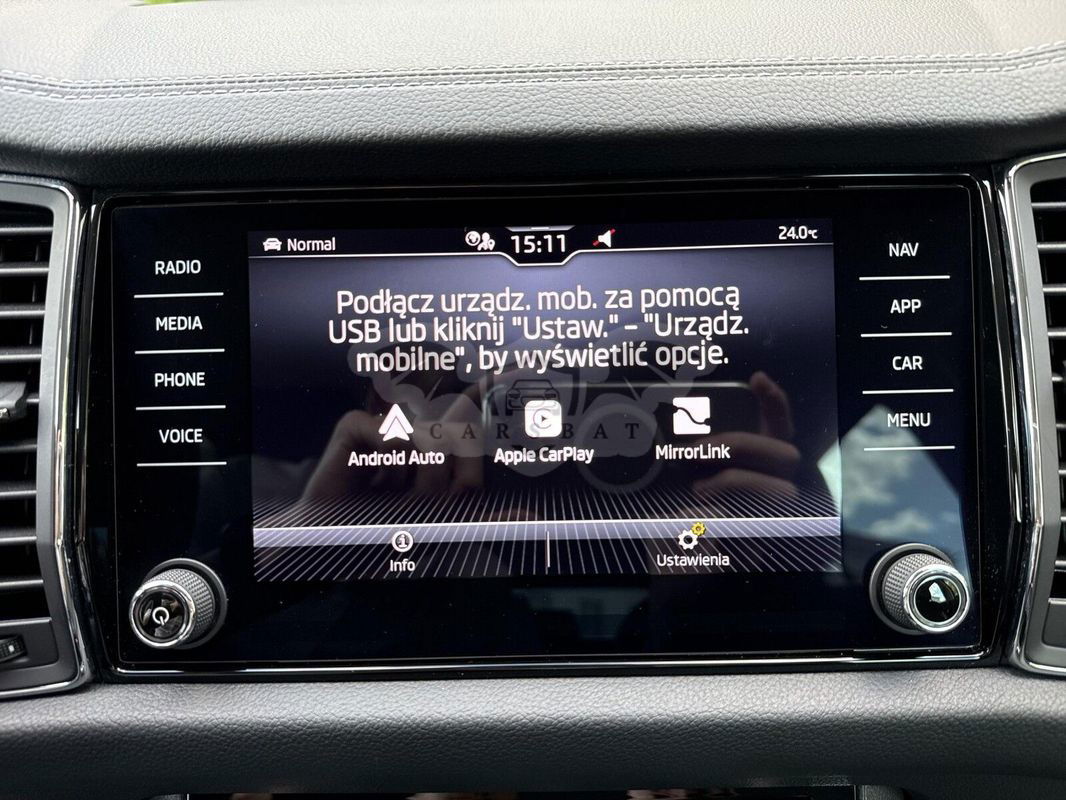 Normal
15:11
24.0°C
RADIO
MEDIA
PHONE
VOICE
Podłącz urządz. mob. za pomocą
USB lub kliknij "Ustaw." - "Urządz.
mobilne", by wyświetlić opcje.
CARSBAT
Android Auto
Apple CarPlay
MirrorLink
Info
Ustawienia
NAV
APP
CAR
MENU